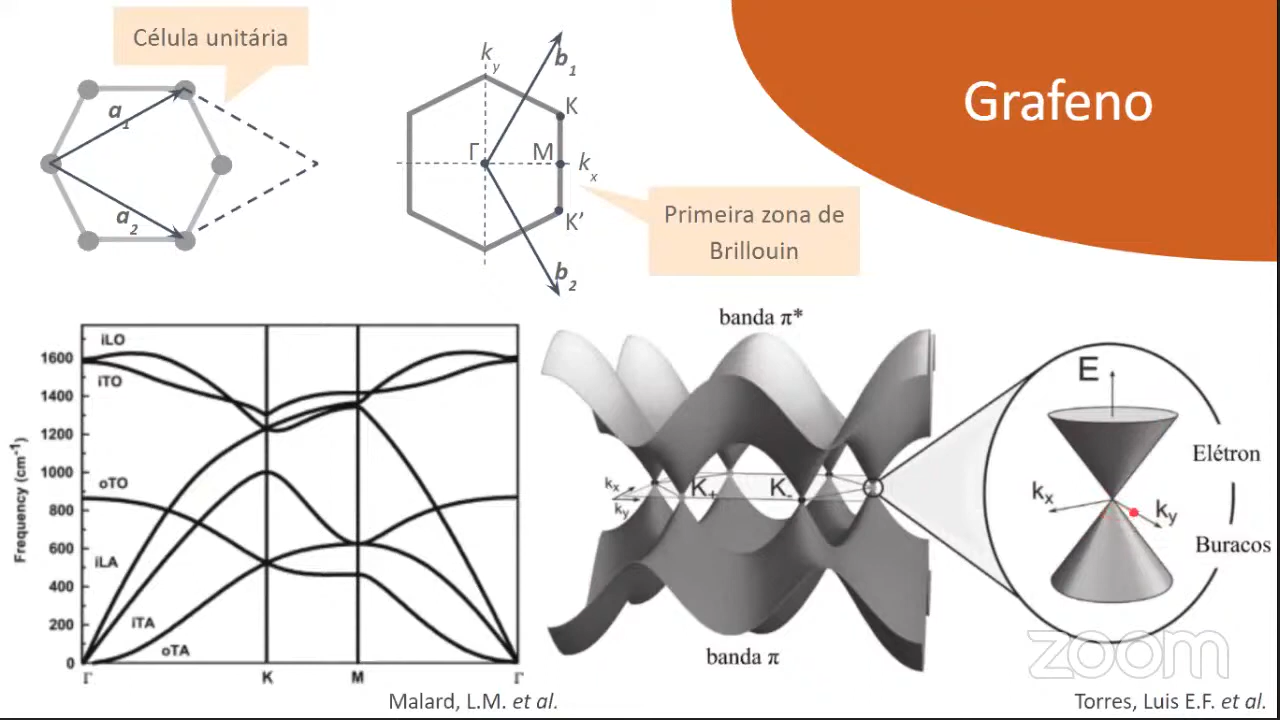 Célula unitária
Grafeno
a1
a2
ky
b1
K
Γ
M
kx
K’
b2
Primeira zona de
Brillouin
iLO
iTO
oTO
iLA
iTA
oTA
Frequency (cm⁻¹)
1600
1400
1200
1000
800
600
400
200
0
Γ
K
M
Γ
Malard, L.M. et al.
banda π*
kx
ky
K+
K-
banda π
E
kx
ky
Elétron
Buracos
zoom
Torres, Luis E.F. et al.